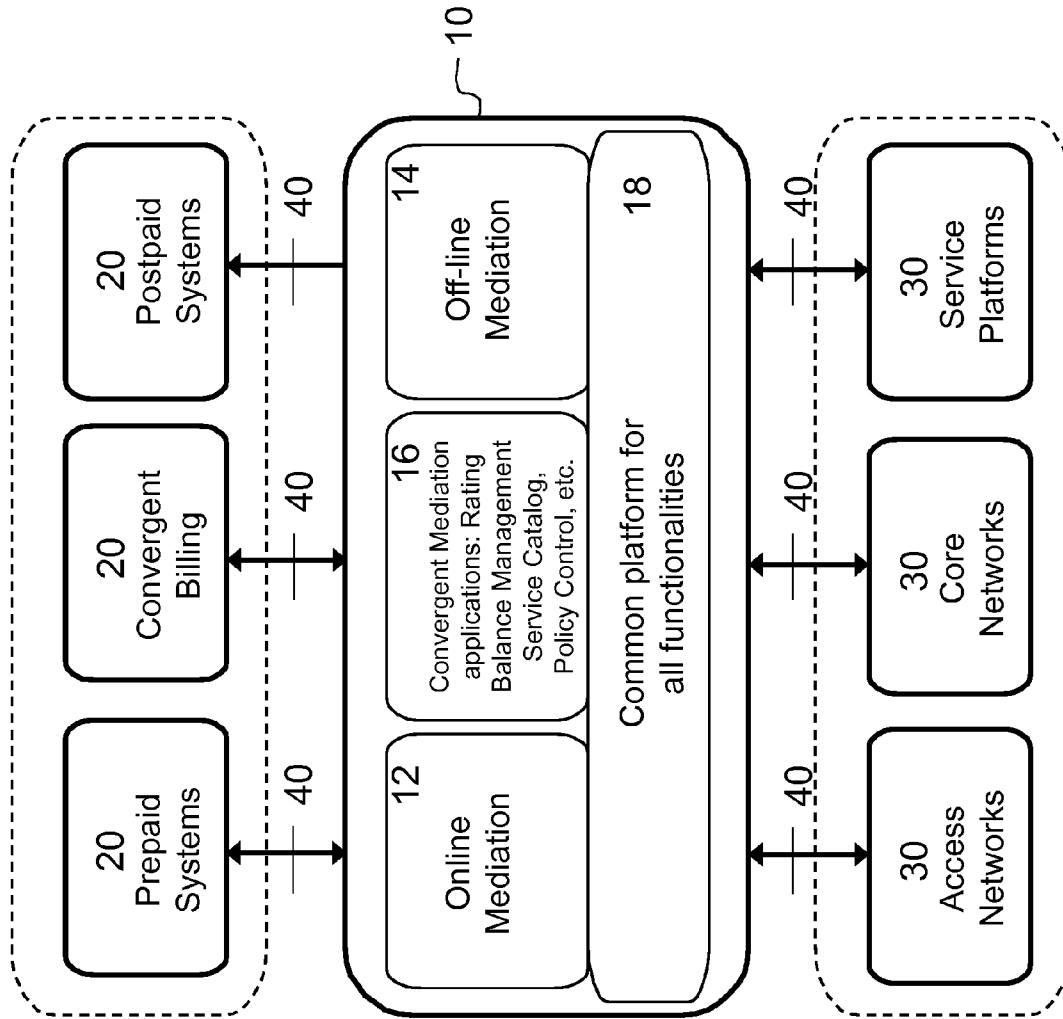 20
Prepaid
Systems
20
Convergent
Billing
20
Postpaid
Systems
40
40
40
10
12
Online
Mediation
16
Convergent Mediation
applications: Rating
Balance Management
Service Catalog,
Policy Control, etc.
14
Off-line
Mediation
Common platform for
all functionalities
18
40
40
40
30
Access
Networks
30
Core
Networks
30
Service
Platforms